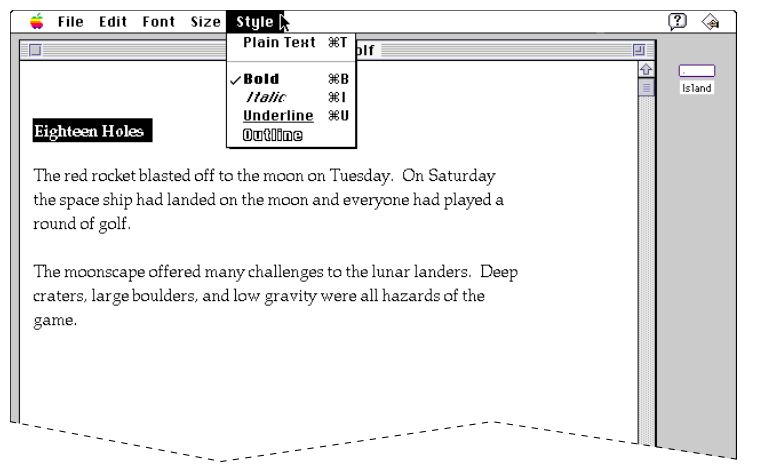 File Edit Font Size Style
Plain Text ⌘T
olf
✓Bold ⌘B
Italic ⌘I
Underline ⌘U
Outline
Island
Eighteen Holes
The red rocket blasted off to the moon on Tuesday. On Saturday
the space ship had landed on the moon and everyone had played a
round of golf.
The moonscape offered many challenges to the lunar landers. Deep
craters, large boulders, and low gravity were all hazards of the
game.